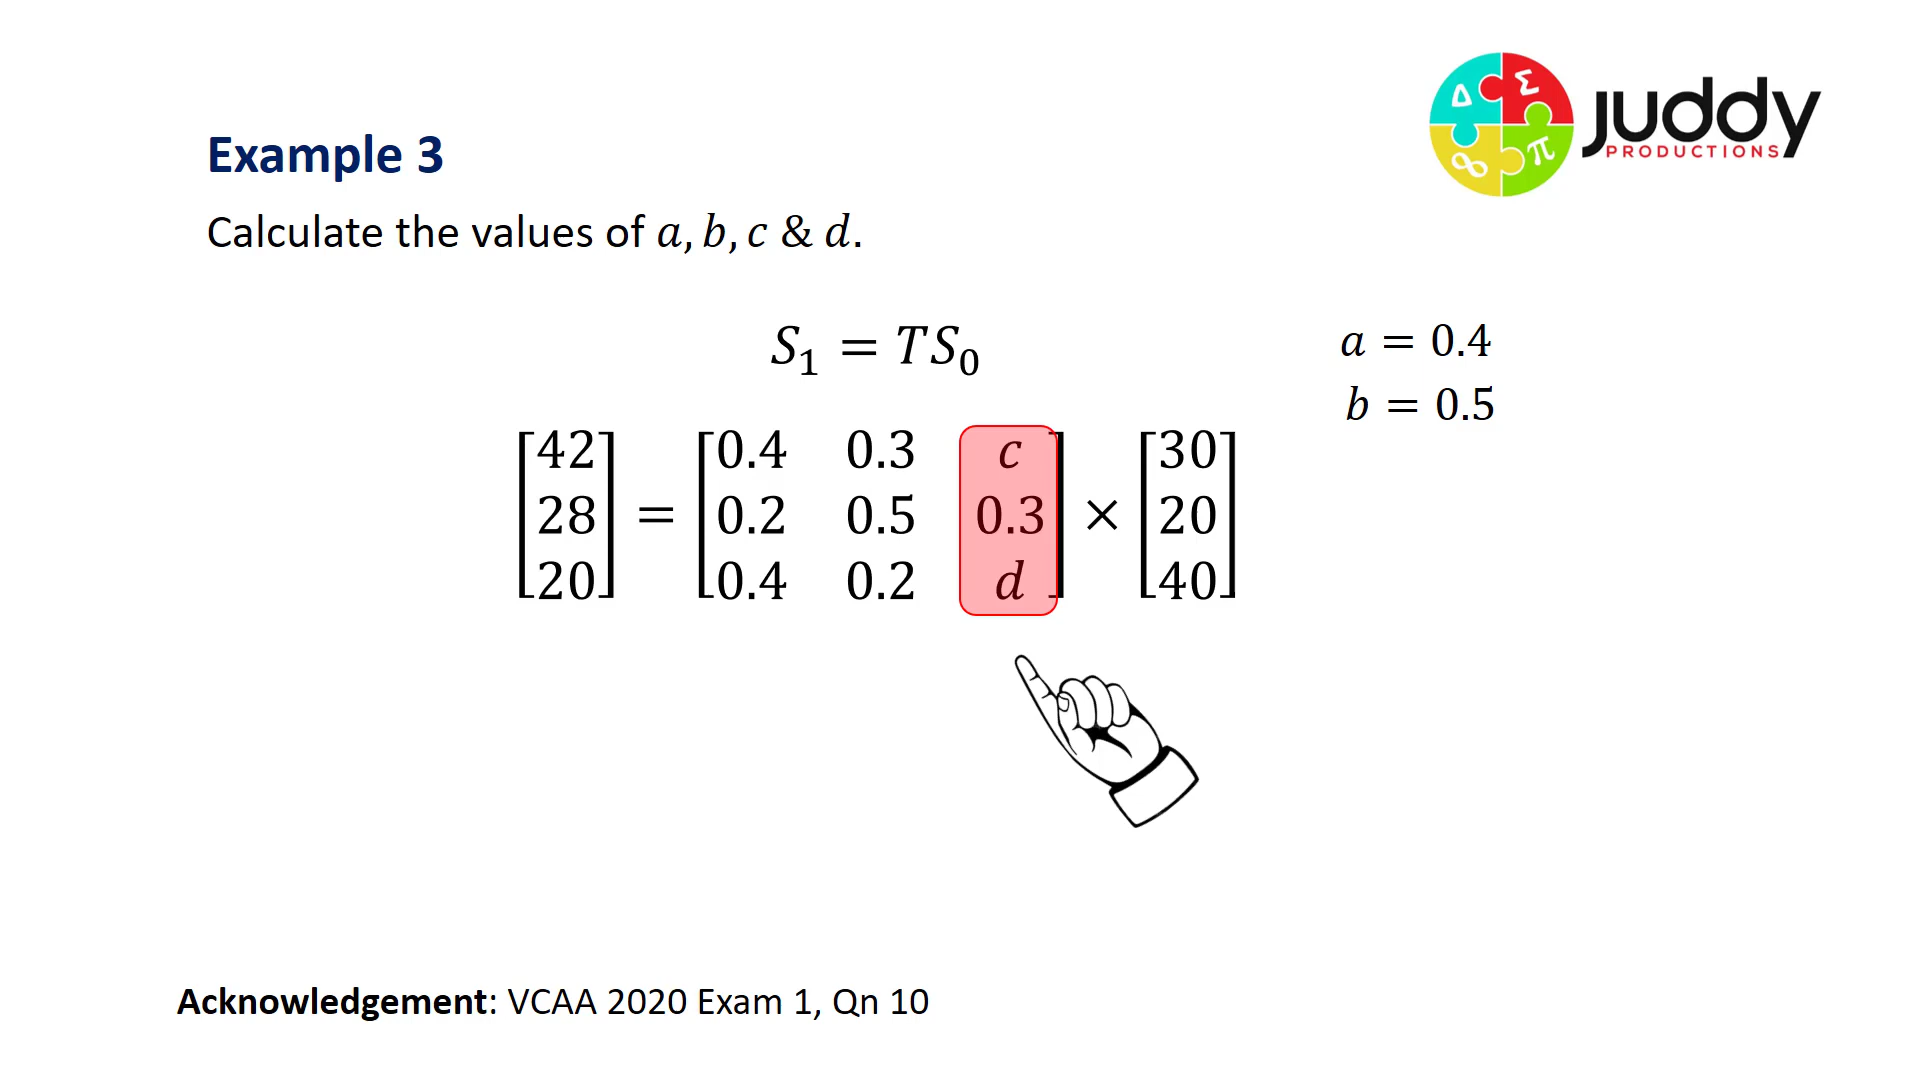 Δ Σ
∞ π
juddy
PRODUCTIONS
Example 3
Calculate the values of a, b, c & d.
S₁ = TS₀
a = 0.4
b = 0.5
[42] = [0.4 0.3 c] × [30]
[28] [0.2 0.5 0.3] [20]
[20] [0.4 0.2 d] [40]
Acknowledgement: VCAA 2020 Exam 1, Qn 10